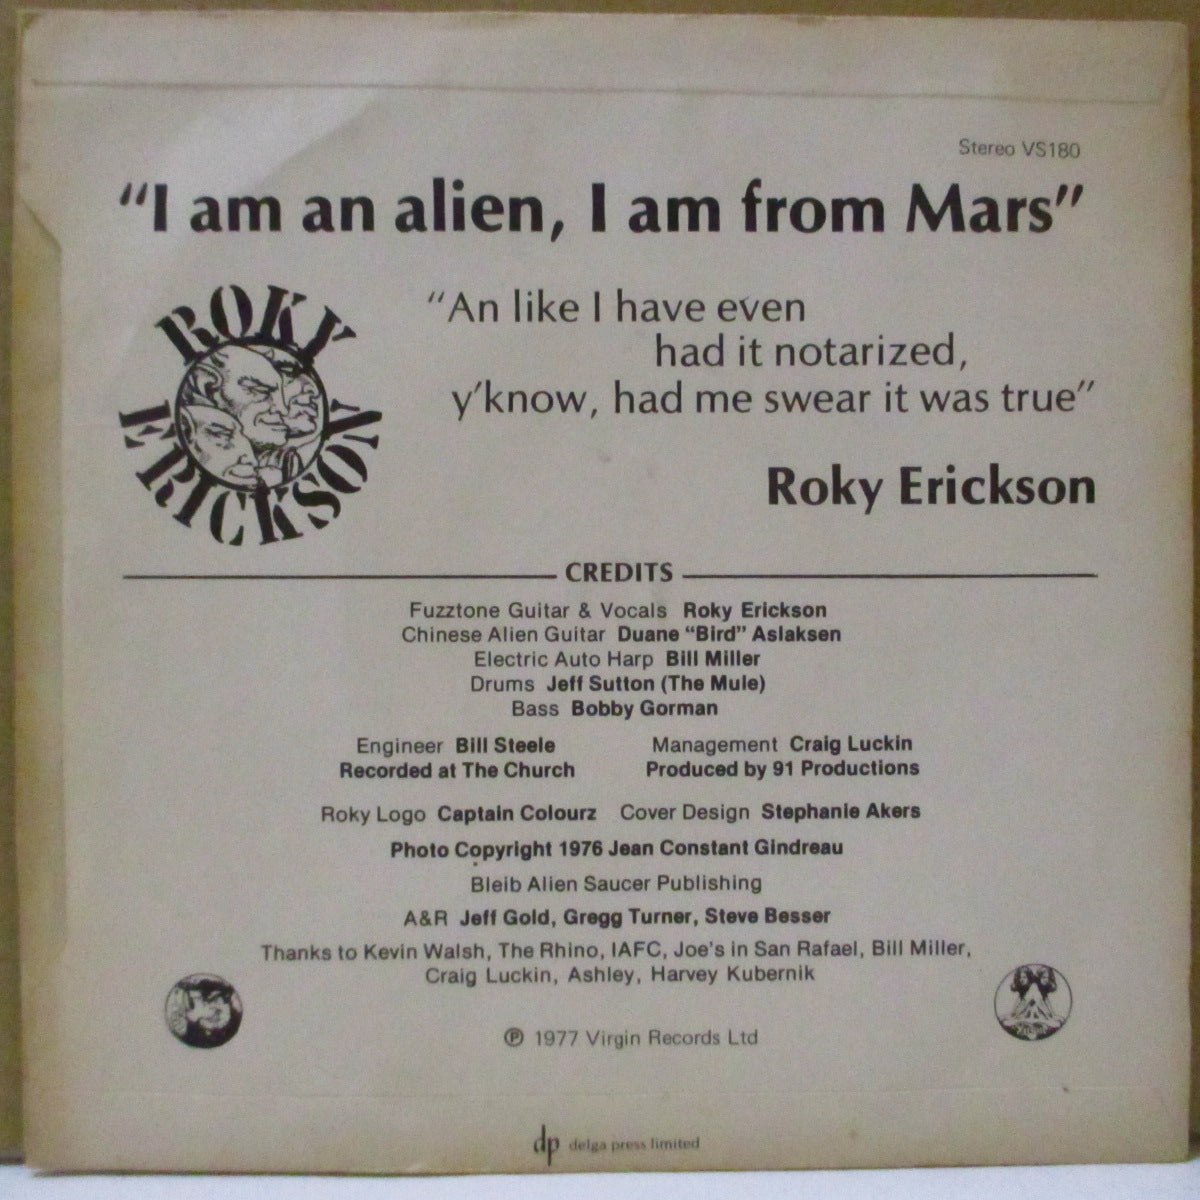 Stereo VS180
“I am an alien, I am from Mars”
ROKY
ERICKSON
“An like I have even
had it notarized,
y’know, had me swear it was true”
Roky Erickson
CREDITS
Fuzztone Guitar & Vocals Roky Erickson
Chinese Alien Guitar Duane “Bird” Aslaksen
Electric Auto Harp Bill Miller
Drums Jeff Sutton (The Mule)
Bass Bobby Gorman
Engineer Bill Steele Management Craig Luckin
Recorded at The Church Produced by 91 Productions
Roky Logo Captain Colourz Cover Design Stephanie Akers
Photo Copyright 1976 Jean Constant Gindreau
Bleib Alien Saucer Publishing
A&R Jeff Gold, Gregg Turner, Steve Besser
Thanks to Kevin Walsh, The Rhino, IAFC, Joe's in San Rafael, Bill Miller,
Craig Luckin, Ashley, Harvey Kubernik
℗ 1977 Virgin Records Ltd
dp delga press limited